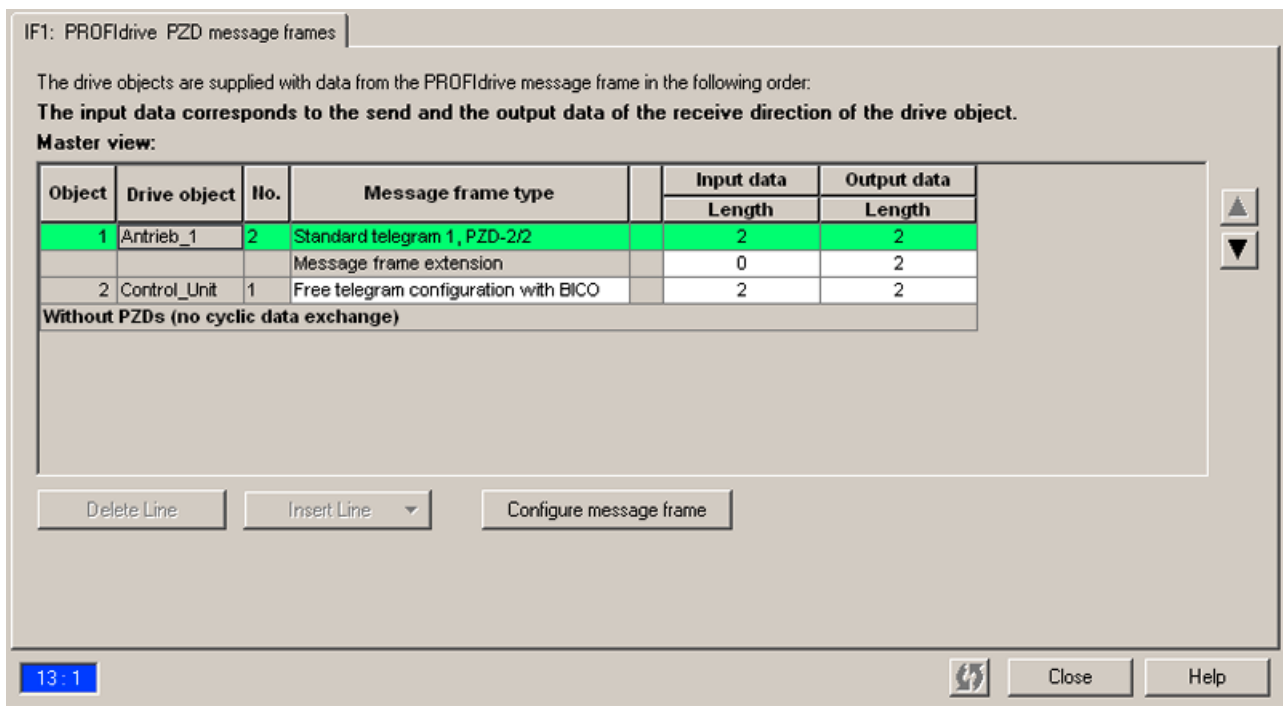 IF1: PROFIdrive PZD message frames
The drive objects are supplied with data from the PROFIdrive message frame in the following order:
The input data corresponds to the send and the output data of the receive direction of the drive object.
Master view:
Object Drive object No. Message frame type Input data Output data
Length Length
1 Antrieb_1 2 Standard telegram 1, PZD-2/2 2 2
Message frame extension 0 2
2 Control_Unit 1 Free telegram configuration with BICO 2 2
Without PZDs (no cyclic data exchange)
Delete Line Insert Line Configure message frame
13 : 1 Close Help